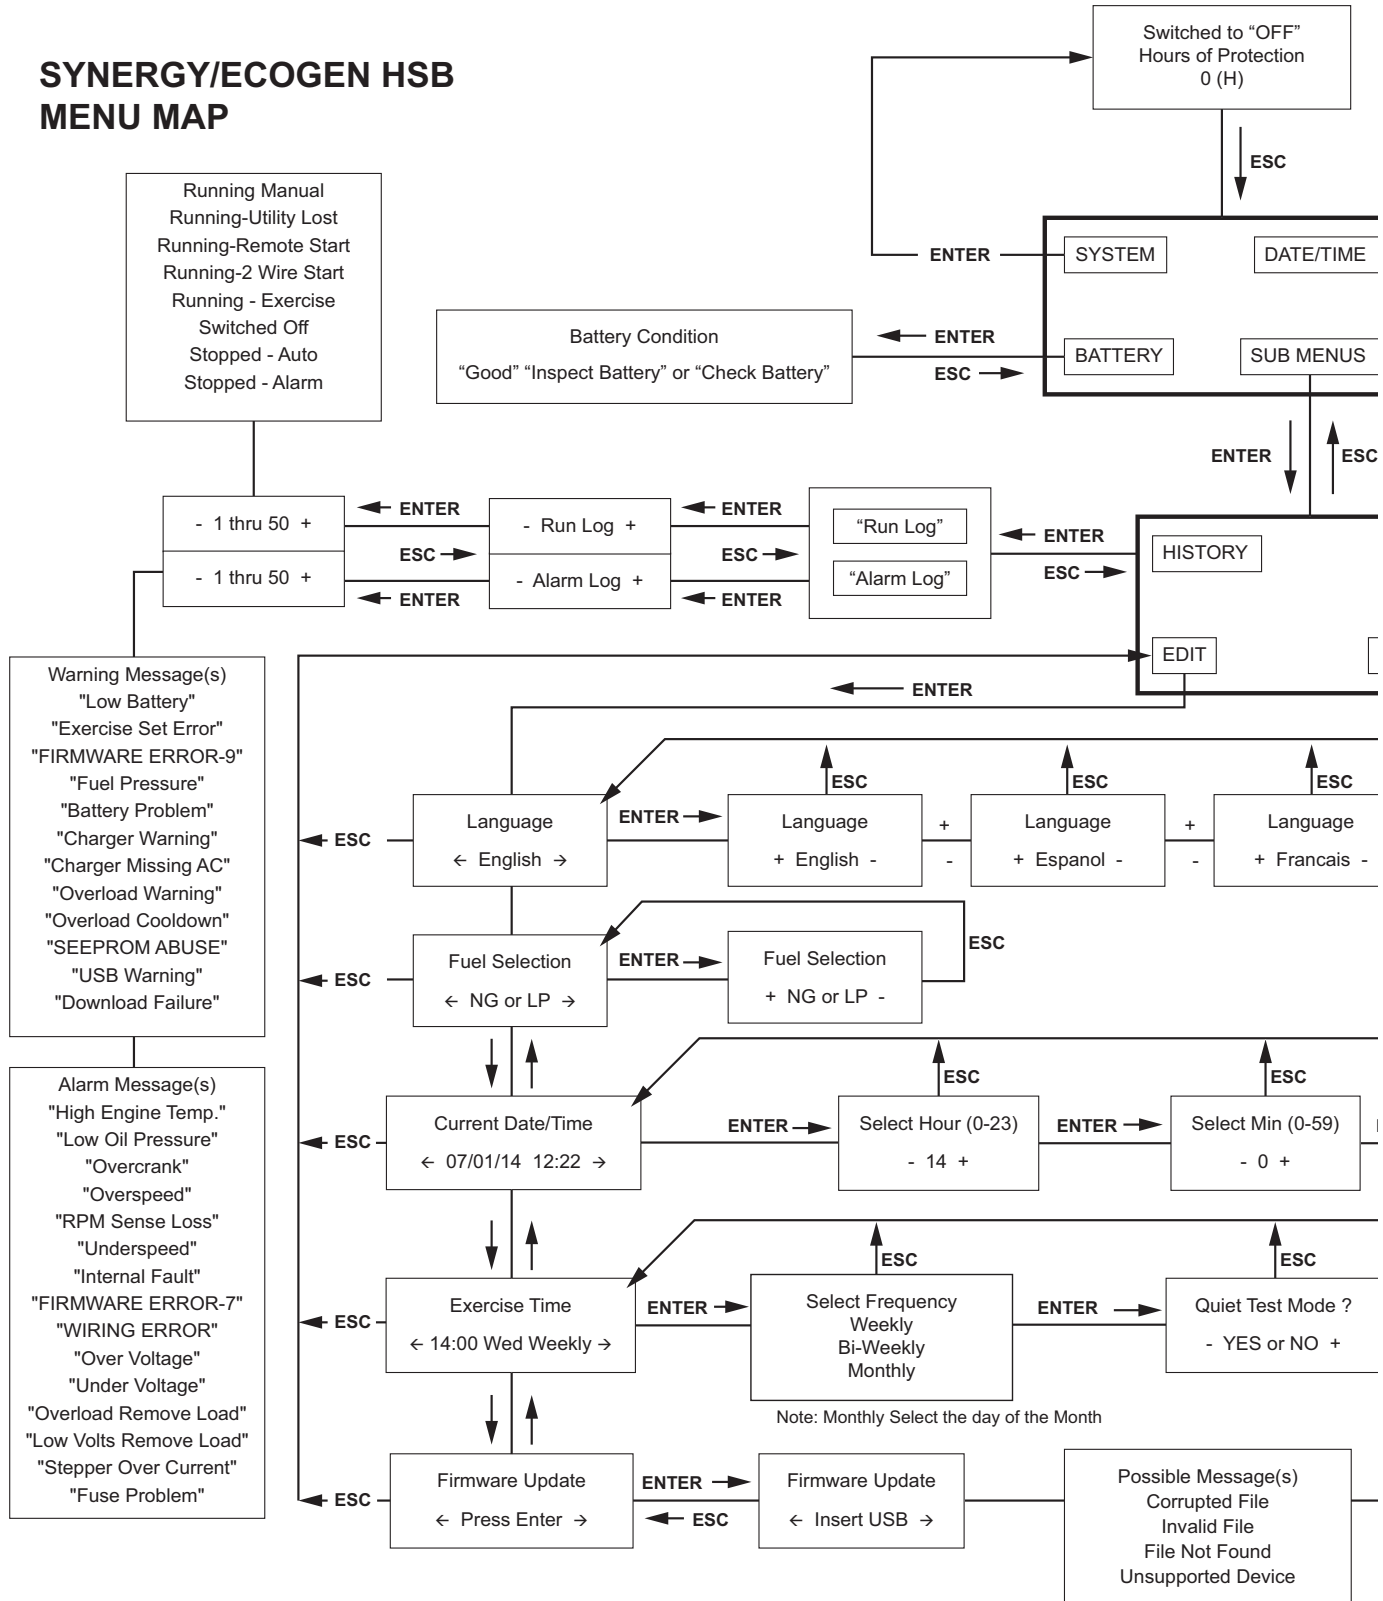 SYNERGY/ECOGEN HSB
MENU MAP
Switched to “OFF”
Hours of Protection
0 (H)
ESC
Running Manual
Running-Utility Lost
Running-Remote Start
Running-2 Wire Start
Running - Exercise
Switched Off
Stopped - Auto
Stopped - Alarm
ENTER
SYSTEM
DATE/TIME
Battery Condition
“Good” “Inspect Battery” or “Check Battery”
ENTER
ESC
BATTERY
SUB MENUS
ENTER
ESC
- 1 thru 50 +
- 1 thru 50 +
ENTER
ESC
ENTER
- Run Log +
- Alarm Log +
ENTER
ESC
ENTER
“Run Log”
“Alarm Log”
ENTER
ESC
HISTORY
EDIT
ENTER
Warning Message(s)
"Low Battery"
"Exercise Set Error"
"FIRMWARE ERROR-9"
"Fuel Pressure"
"Battery Problem"
"Charger Warning"
"Charger Missing AC"
"Overload Warning"
"Overload Cooldown"
"SEEPROM ABUSE"
"USB Warning"
"Download Failure"
Alarm Message(s)
"High Engine Temp."
"Low Oil Pressure"
"Overcrank"
"Overspeed"
"RPM Sense Loss"
"Underspeed"
"Internal Fault"
"FIRMWARE ERROR-7"
"WIRING ERROR"
"Over Voltage"
"Under Voltage"
"Overload Remove Load"
"Low Volts Remove Load"
"Stepper Over Current"
"Fuse Problem"
ESC
Language
← English →
ENTER
ESC
Language
+ English -
+
-
ESC
Language
+ Espanol -
+
-
ESC
Language
+ Francais -
ESC
Fuel Selection
← NG or LP →
ENTER
Fuel Selection
+ NG or LP -
ESC
ESC
Current Date/Time
← 07/01/14 12:22 →
ENTER
ESC
Select Hour (0-23)
- 14 +
ENTER
ESC
Select Min (0-59)
- 0 +
ESC
Exercise Time
← 14:00 Wed Weekly →
ENTER
ESC
Select Frequency
Weekly
Bi-Weekly
Monthly
ENTER
ESC
Quiet Test Mode ?
- YES or NO +
Note: Monthly Select the day of the Month
ESC
Firmware Update
← Press Enter →
ENTER
ESC
Firmware Update
← Insert USB →
Possible Message(s)
Corrupted File
Invalid File
File Not Found
Unsupported Device